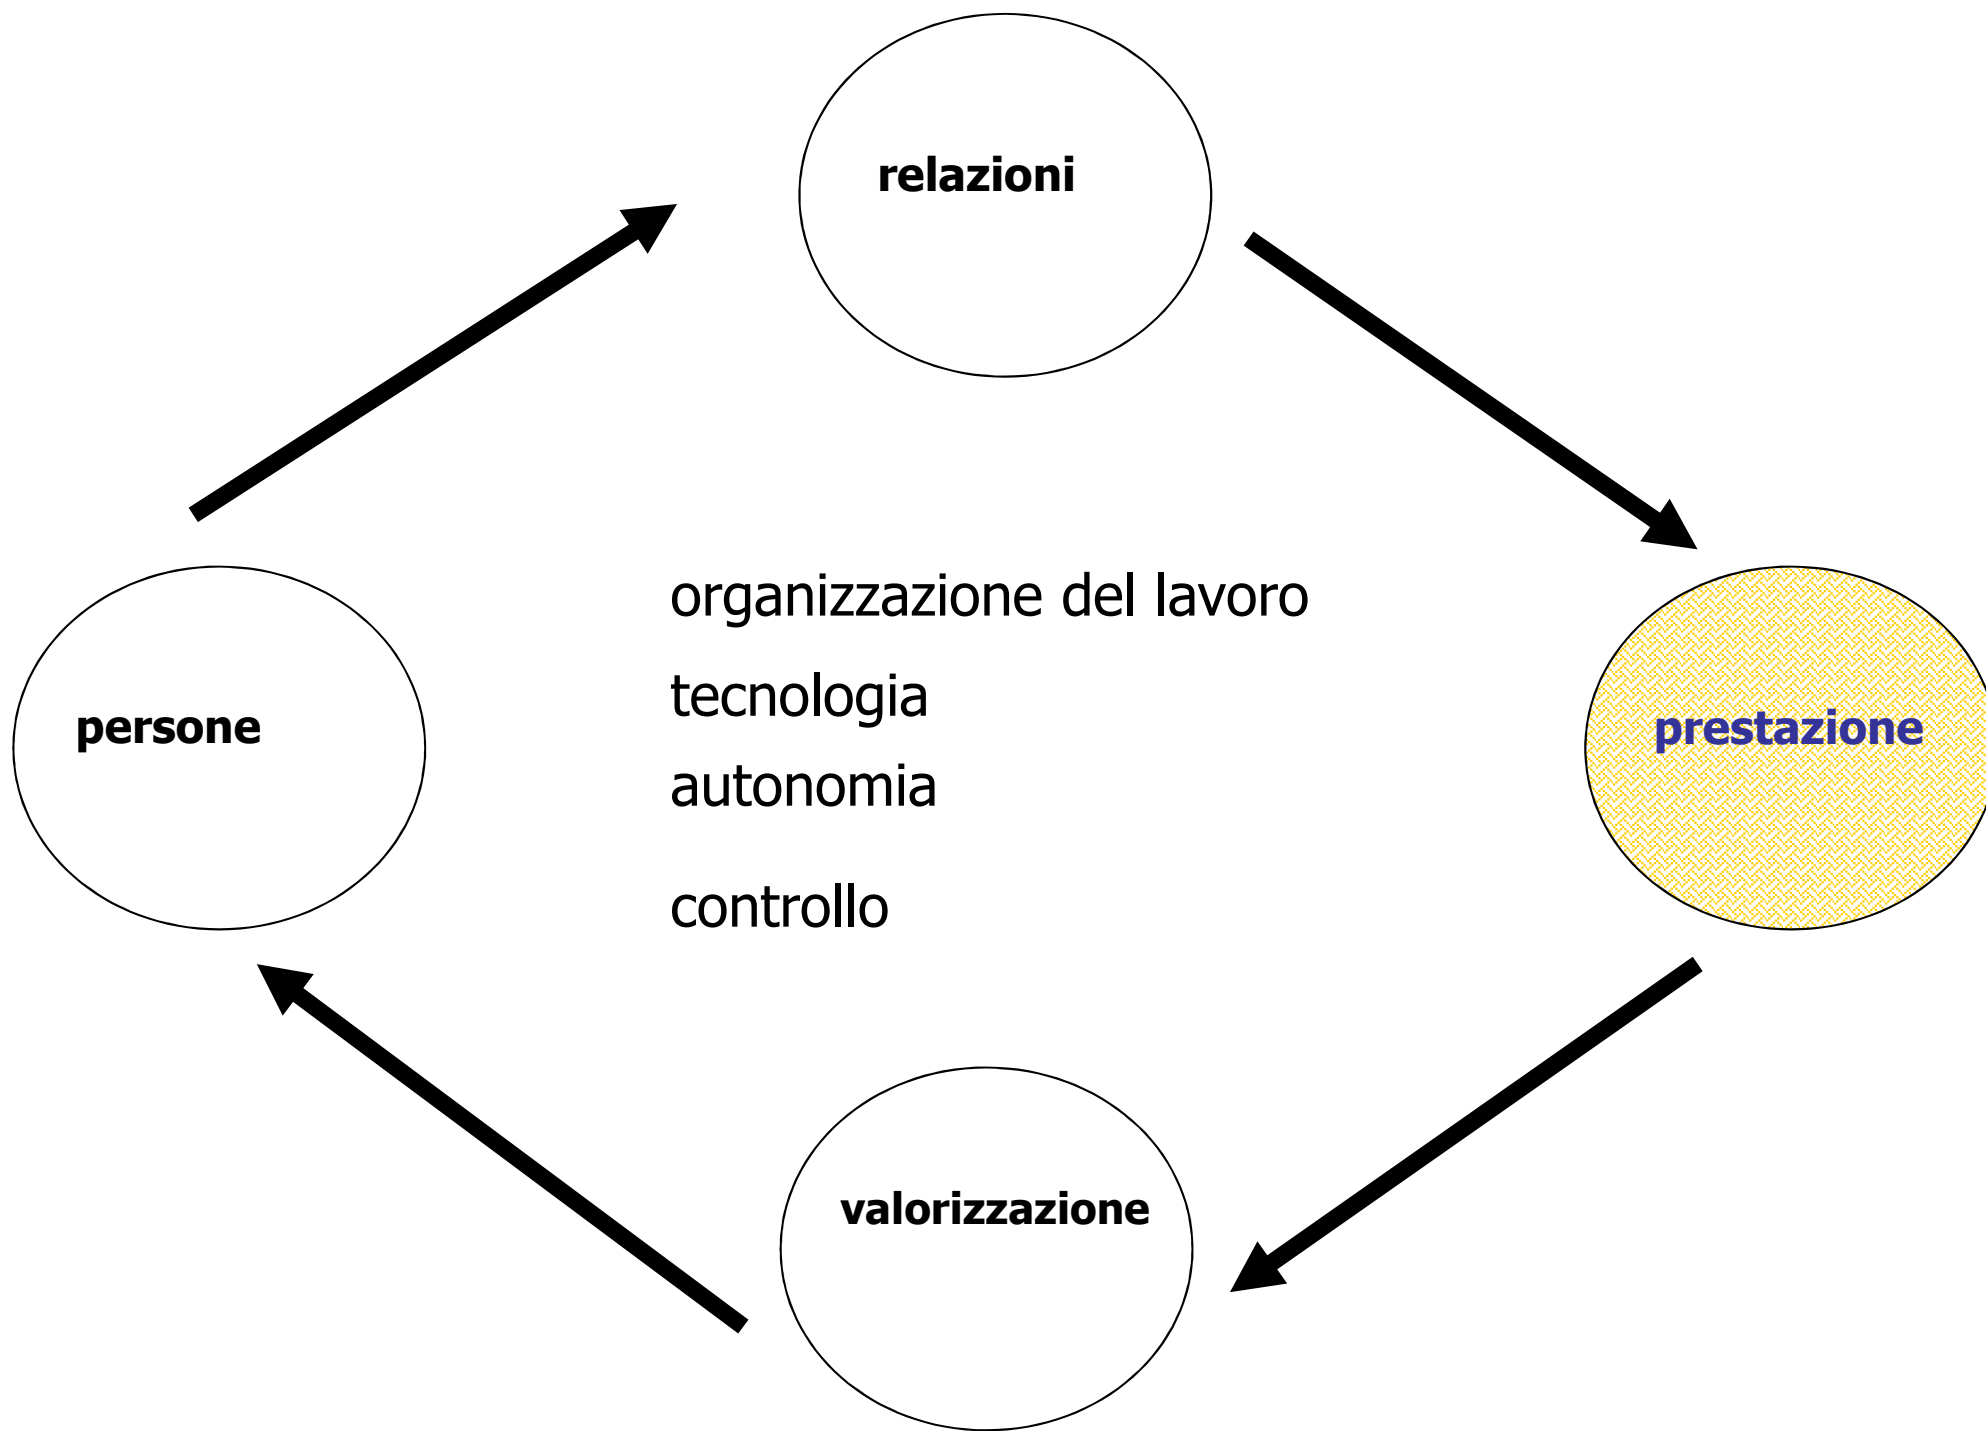 relazioni
organizzazione del lavoro
tecnologia
persone
prestazione
autonomia
controllo
valorizzazione